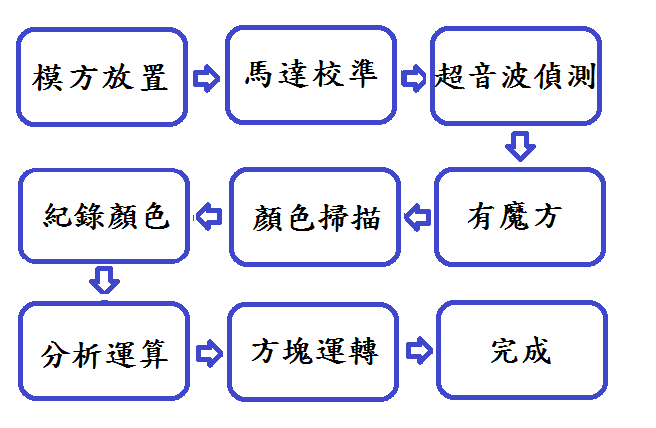 模方放置
馬達校準
超音波偵測
有魔方
顏色掃描
紀錄顏色
分析運算
方塊運轉
完成